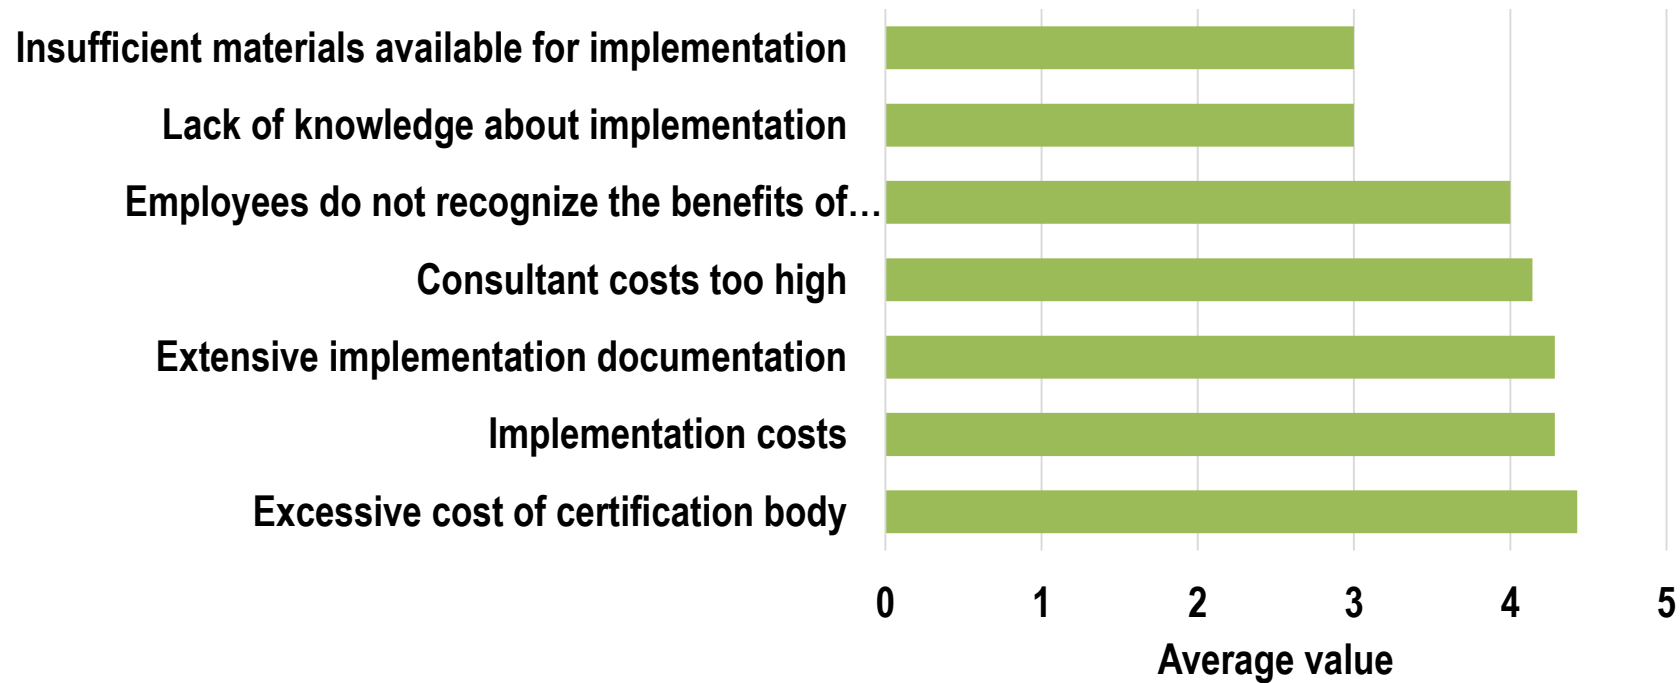 Insufficient materials available for implementation
Lack of knowledge about implementation
Employees do not recognize the benefits of…
Consultant costs too high
Extensive implementation documentation
Implementation costs
Excessive cost of certification body
0 1 2 3 4 5
Average value